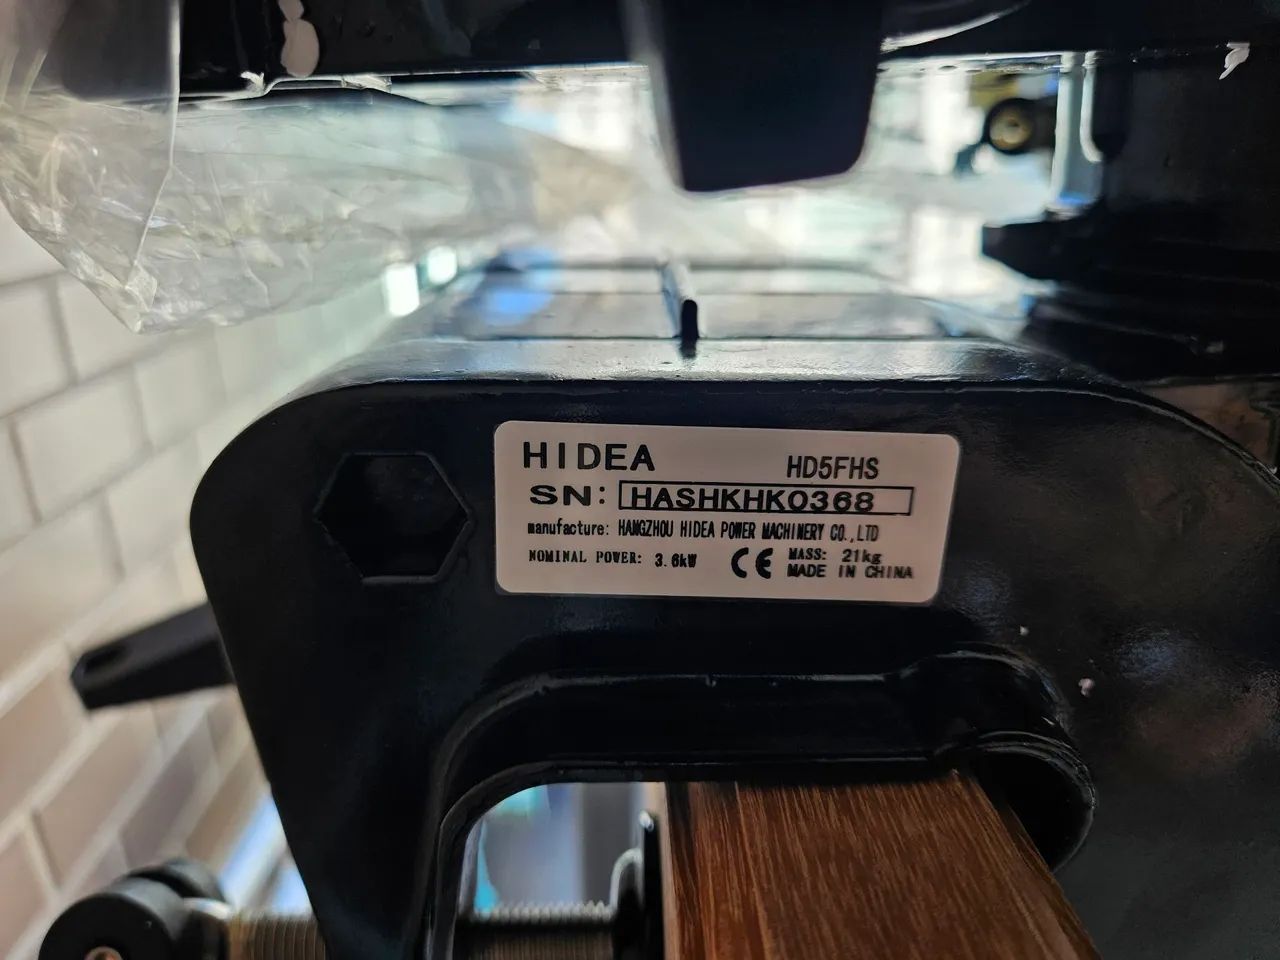 HIDEA HD5FHS
SN: HASHKHK0368
manufacture: HANGZHOU HIDEA POWER MACHINERY CO.,LTD
NOMINAL POWER: 3.6kW CE MASS: 21kg
MADE IN CHINA